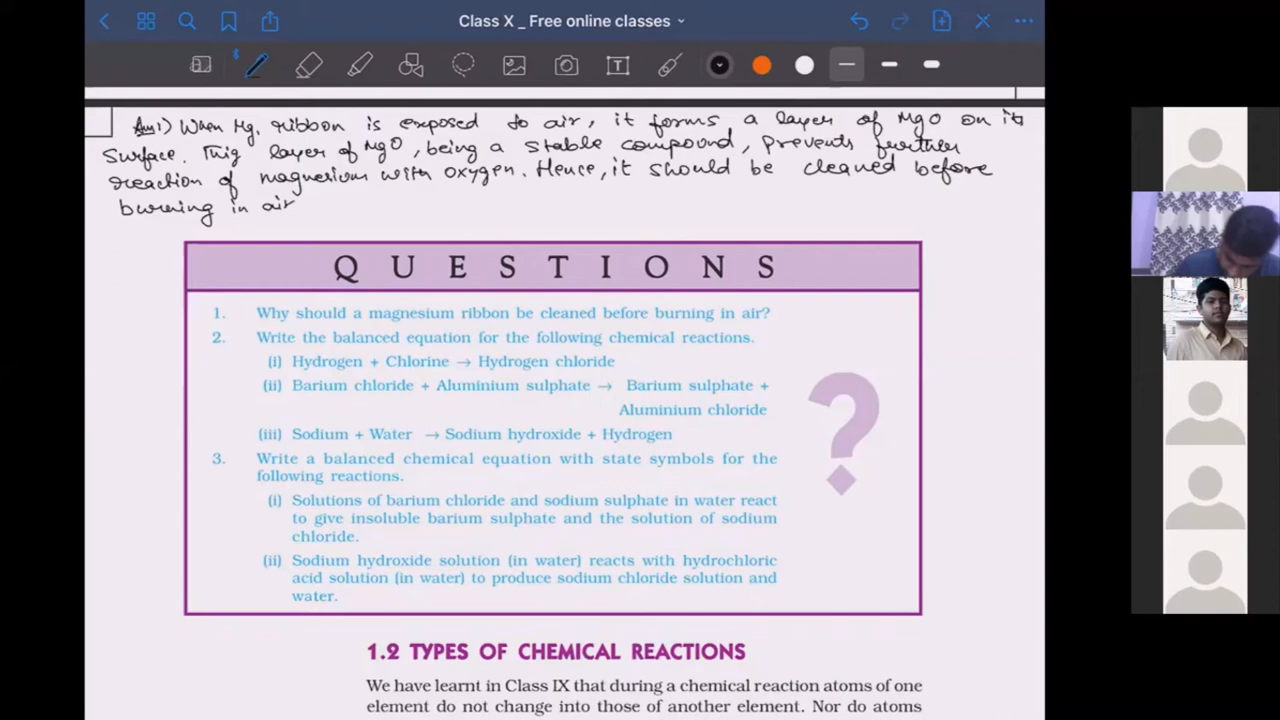 Class X _ Free online classes
Ans 1) When Mg. ribbon is exposed to air, it forms a layer of MgO on its
surface. This layer of MgO, being a stable compound, prevents further
reaction of magnesium with oxygen. Hence, it should be cleaned before
burning in air
QUESTIONS
1. Why should a magnesium ribbon be cleaned before burning in air?
2. Write the balanced equation for the following chemical reactions.
(i) Hydrogen + Chlorine → Hydrogen chloride
(ii) Barium chloride + Aluminium sulphate → Barium sulphate +
Aluminium chloride
(iii) Sodium + Water → Sodium hydroxide + Hydrogen
3. Write a balanced chemical equation with state symbols for the
following reactions.
(i) Solutions of barium chloride and sodium sulphate in water react
to give insoluble barium sulphate and the solution of sodium
chloride.
(ii) Sodium hydroxide solution (in water) reacts with hydrochloric
acid solution (in water) to produce sodium chloride solution and
water.
?
1.2 TYPES OF CHEMICAL REACTIONS
We have learnt in Class IX that during a chemical reaction atoms of one
element do not change into those of another element. Nor do atoms